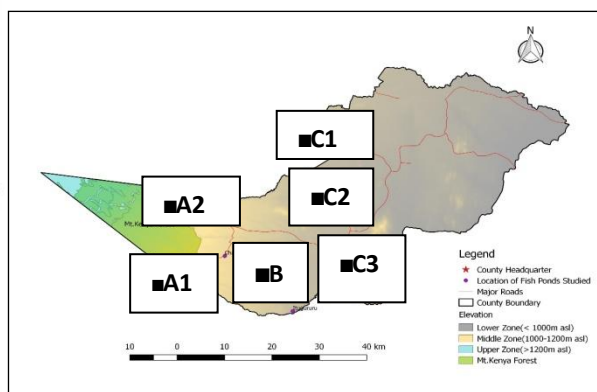 N
C1
C2
A2
Mt.Ken
C3
B
A1
Legend
County Headquarter
Location of Fish Ponds Studied
Major Roads
County Boundary
Elevation
Lower Zone(< 1000m asl)
Middle Zone(1000-1200m asl)
Upper Zone(>1200m asl)
Mt.Kenya Forest
10 0 10 20 30 40 km